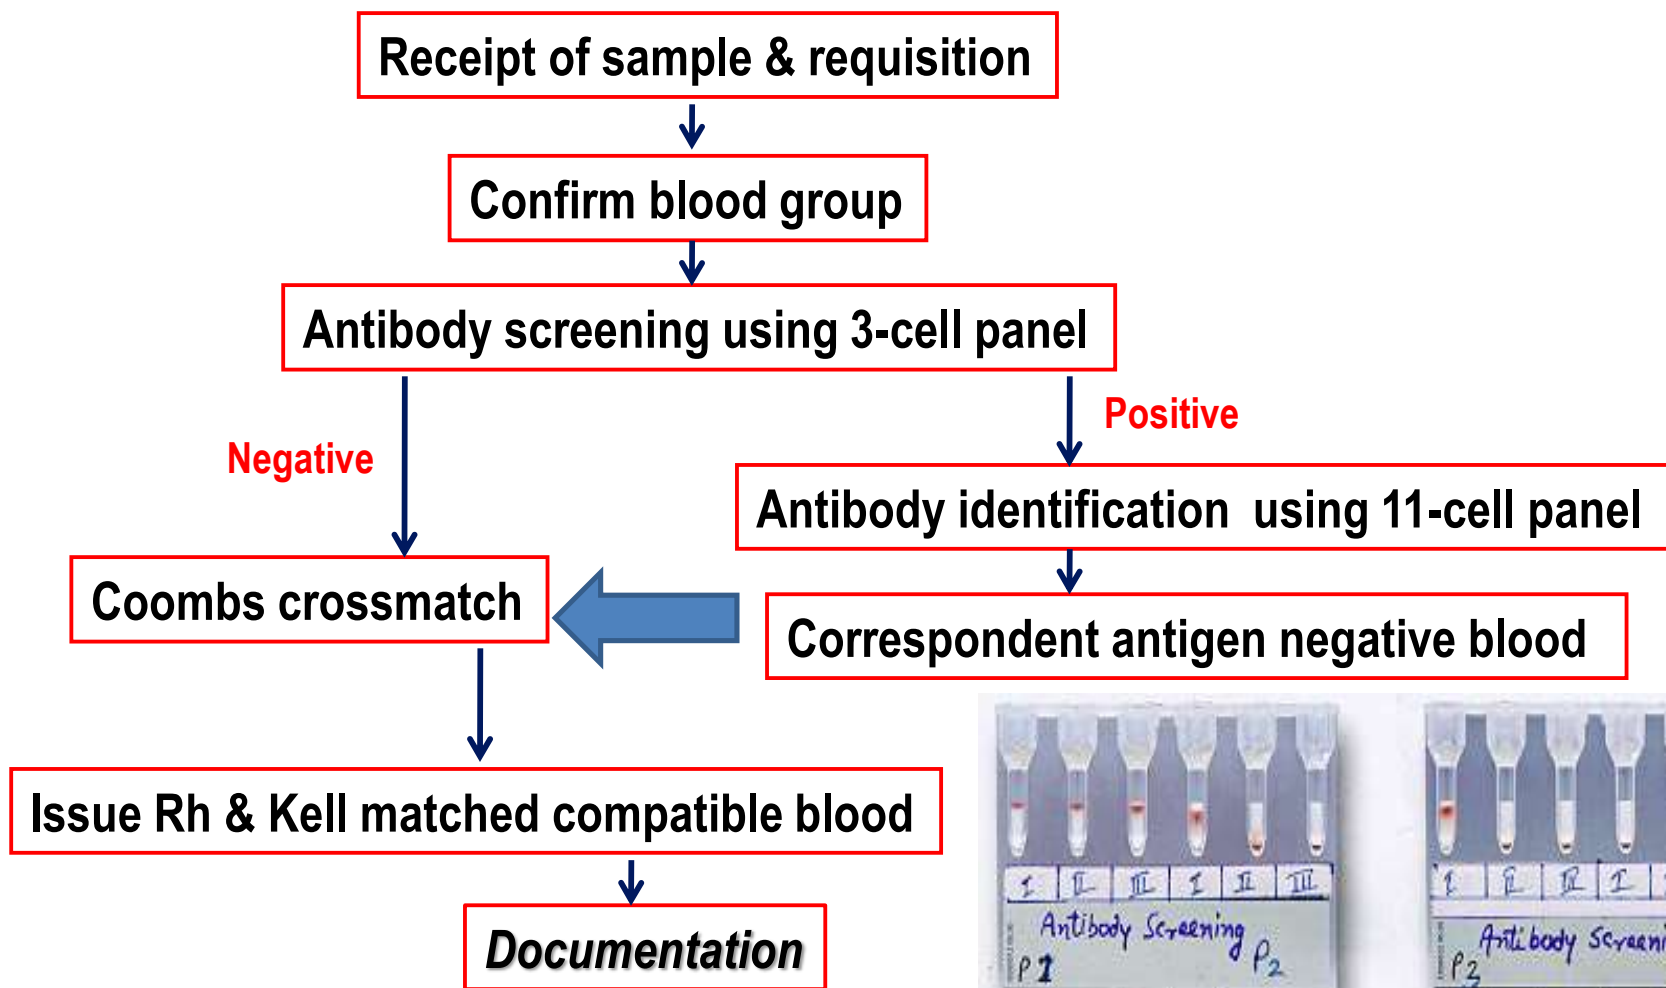 Receipt of sample & requisition
Confirm blood group
Antibody screening using 3-cell panel
Negative
Positive
Antibody identification using 11-cell panel
Coombs crossmatch
Correspondent antigen negative blood
Issue Rh & Kell matched compatible blood
Documentation
I II III I II III
Antibody Screening
P1 P2
I II III I
Antibody Screeni
P3